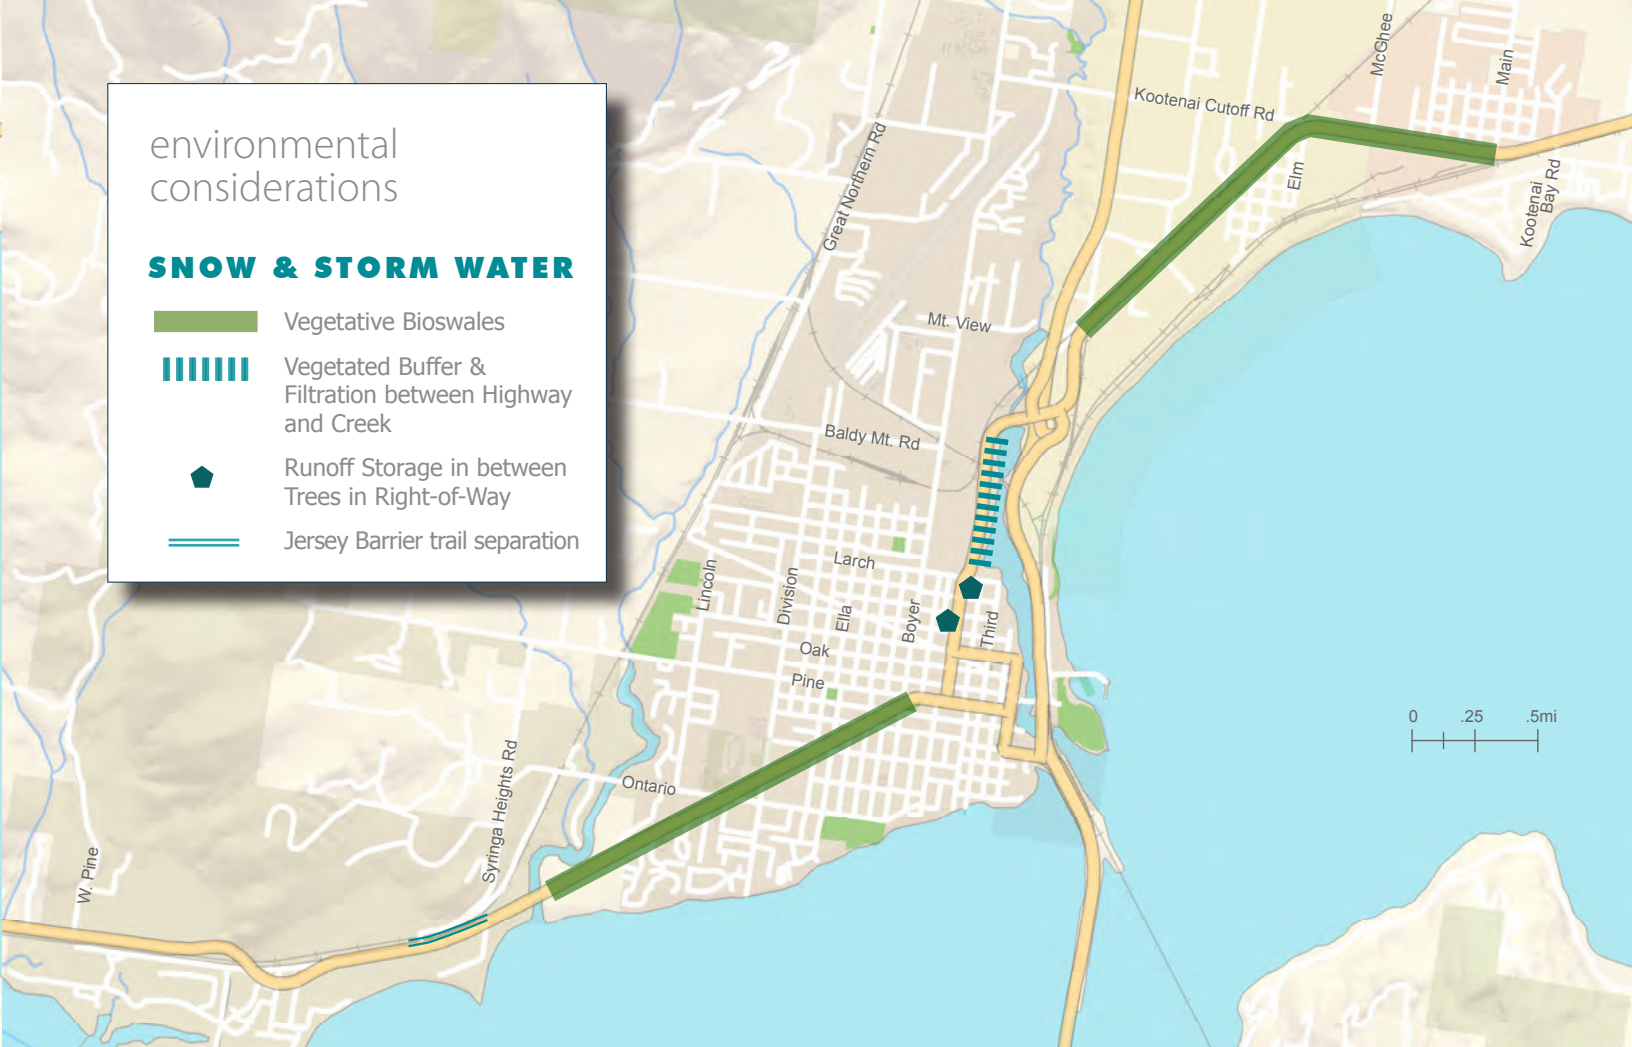 environmental
considerations
SNOW & STORM WATER
Vegetative Bioswales
Vegetated Buffer &
Filtration between Highway
and Creek
Runoff Storage in between
Trees in Right-of-Way
Jersey Barrier trail separation
McGhee
Main
Kootenai Cutoff Rd
Great Northern Rd
Elm
Kootenai
Bay Rd
Mt. View
Baldy Mt. Rd
Larch
Lincoln
Division
Ella
Boyer
Third
Oak
Pine
0 .25 .5mi
Ontario
Syringa Heights Rd
W. Pine